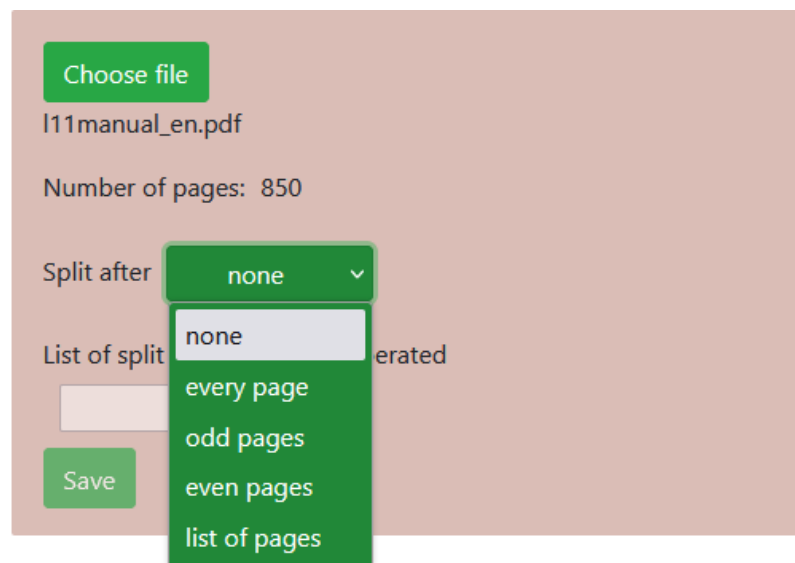 Choose file
l11manual_en.pdf
Number of pages: 850
Split after none
none
List of split erated
every page
odd pages
Save
even pages
list of pages